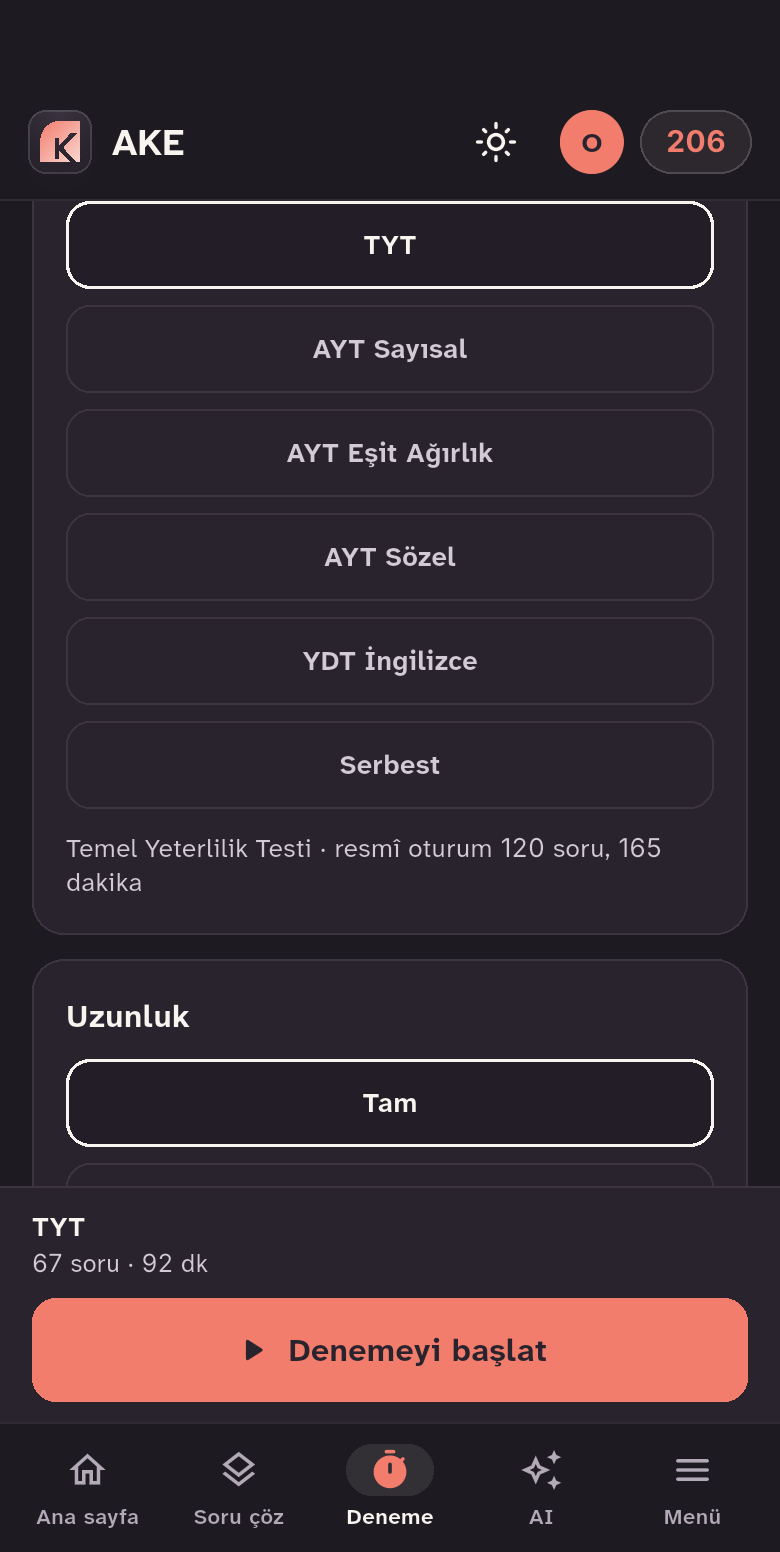 K
AKE
O
206
TYT
AYT Sayısal
AYT Eşit Ağırlık
AYT Sözel
YDT İngilizce
Serbest
Temel Yeterlilik Testi · resmî oturum 120 soru, 165
dakika
Uzunluk
Tam
TYT
67 soru · 92 dk
Denemeyi başlat
Ana sayfa
Soru çöz
Deneme
AI
Menü